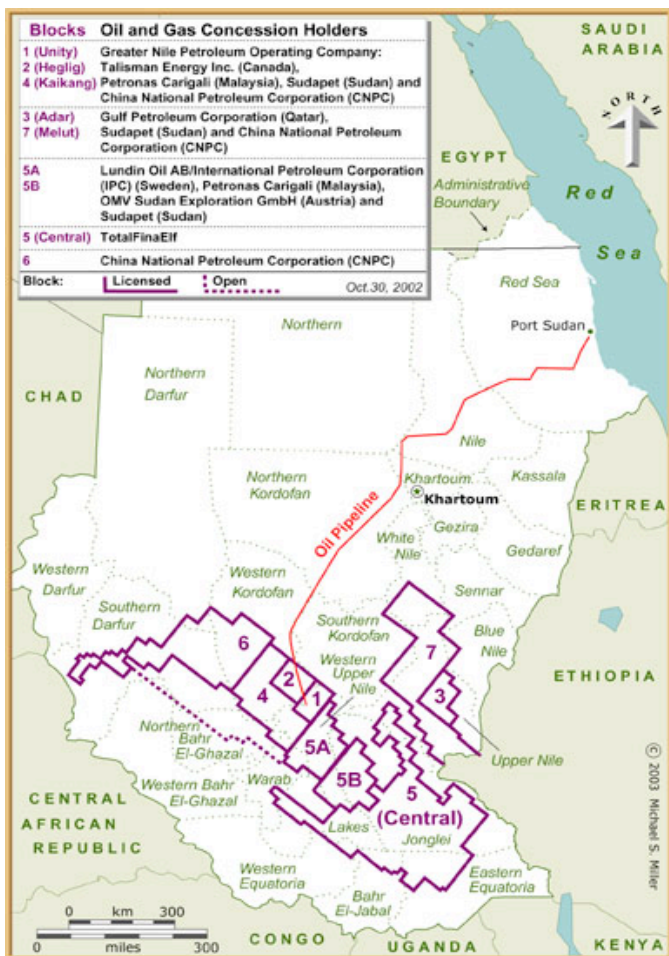 Blocks Oil and Gas Concession Holders
1 (Unity) Greater Nile Petroleum Operating Company:
2 (Heglig) Talisman Energy Inc. (Canada),
4 (Kaikang) Petronas Carigali (Malaysia), Sudapet (Sudan) and
China National Petroleum Corporation (CNPC)
3 (Adar) Gulf Petroleum Corporation (Qatar),
7 (Melut) Sudapet (Sudan) and China National Petroleum
Corporation (CNPC)
5A Lundin Oil AB/International Petroleum Corporation
5B (IPC) (Sweden), Petronas Carigali (Malaysia),
OMV Sudan Exploration GmbH (Austria) and
Sudapet (Sudan)
5 (Central) TotalFinaElf
6 China National Petroleum Corporation (CNPC)
Block: Licensed Open Oct.30, 2002
SAUDI
ARABIA
NORTH
EGYPT
Administrative
Boundary
Red
Sea
Red Sea
Port Sudan
Northern
Northern
Darfur
CHAD
Nile
Northern
Kordofan
Khartoum
Khartoum
Kassala
ERITREA
Oil Pipeline
Gezira
White
Nile
Gedaref
Western
Darfur
Western
Kordofan
Sennar
Southern
Darfur
Southern
Kordofan
Blue
Nile
6
7
Western
Upper
Nile
2
4
1
3
ETHIOPIA
Northern
Bahr
El-Ghazal
5A
Upper Nile
Western Bahr
El-Ghazal
Warab
5B
5
(Central)
CENTRAL
AFRICAN
REPUBLIC
Lakes
Jonglei
Western
Equatoria
Eastern
Equatoria
Bahr
El-Jabal
0 km 300
0 miles 300
CONGO
UGANDA
KENYA
© 2003 Michael S. Miller